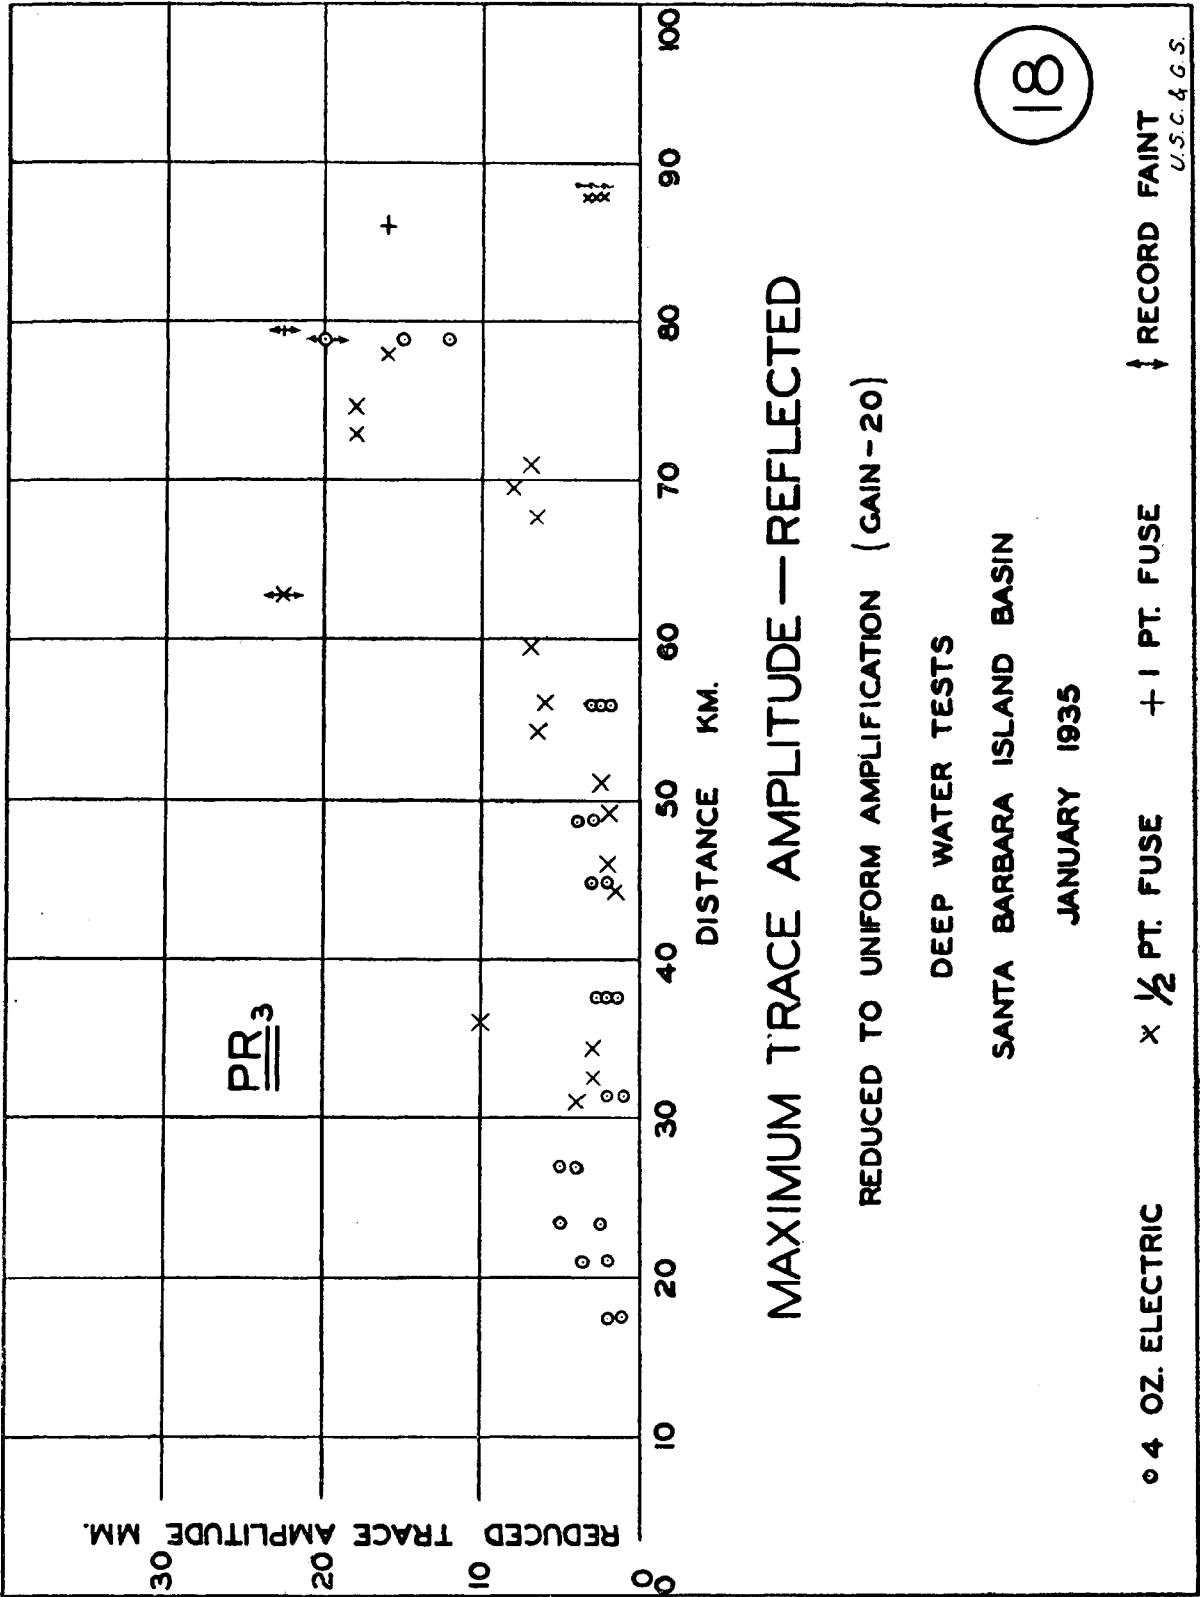 PR3
REDUCED TRACE AMPLITUDE MM.
30
20
10
0
0 10 20 30 40 50 60 70 80 90 100
DISTANCE KM.
MAXIMUM TRACE AMPLITUDE—REFLECTED
REDUCED TO UNIFORM AMPLIFICATION (GAIN-20)
DEEP WATER TESTS
SANTA BARBARA ISLAND BASIN
JANUARY 1935
18
o 4 OZ. ELECTRIC x 1/2 PT. FUSE + 1 PT. FUSE ↕ RECORD FAINT
U.S.C. & G.S.